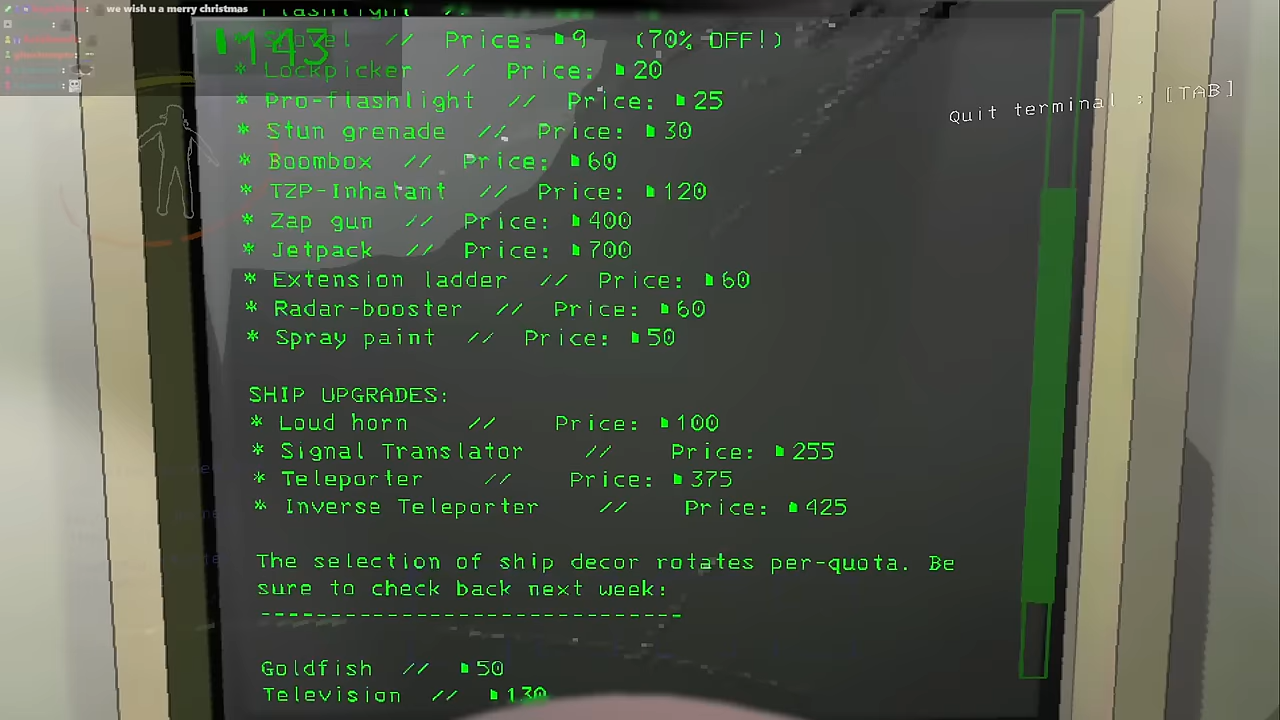 we wish u a merry christmas
Flashlight //
Shovel // Price: 9 (70% OFF!)
* Lockpicker // Price: 20
* Pro-flashlight // Price: 25
* Stun grenade // Price: 30
* Boombox // Price: 60
* TZP-Inhalant // Price: 120
* Zap gun // Price: 400
* Jetpack // Price: 700
* Extension ladder // Price: 60
* Radar-booster // Price: 60
* Spray paint // Price: 50
SHIP UPGRADES:
* Loud horn // Price: 100
* Signal Translator // Price: 255
* Teleporter // Price: 375
* Inverse Teleporter // Price: 425
The selection of ship decor rotates per-quota. Be
sure to check back next week:
------------------------------
Goldfish // 50
Television // 130
143
Quit terminal : [TAB]